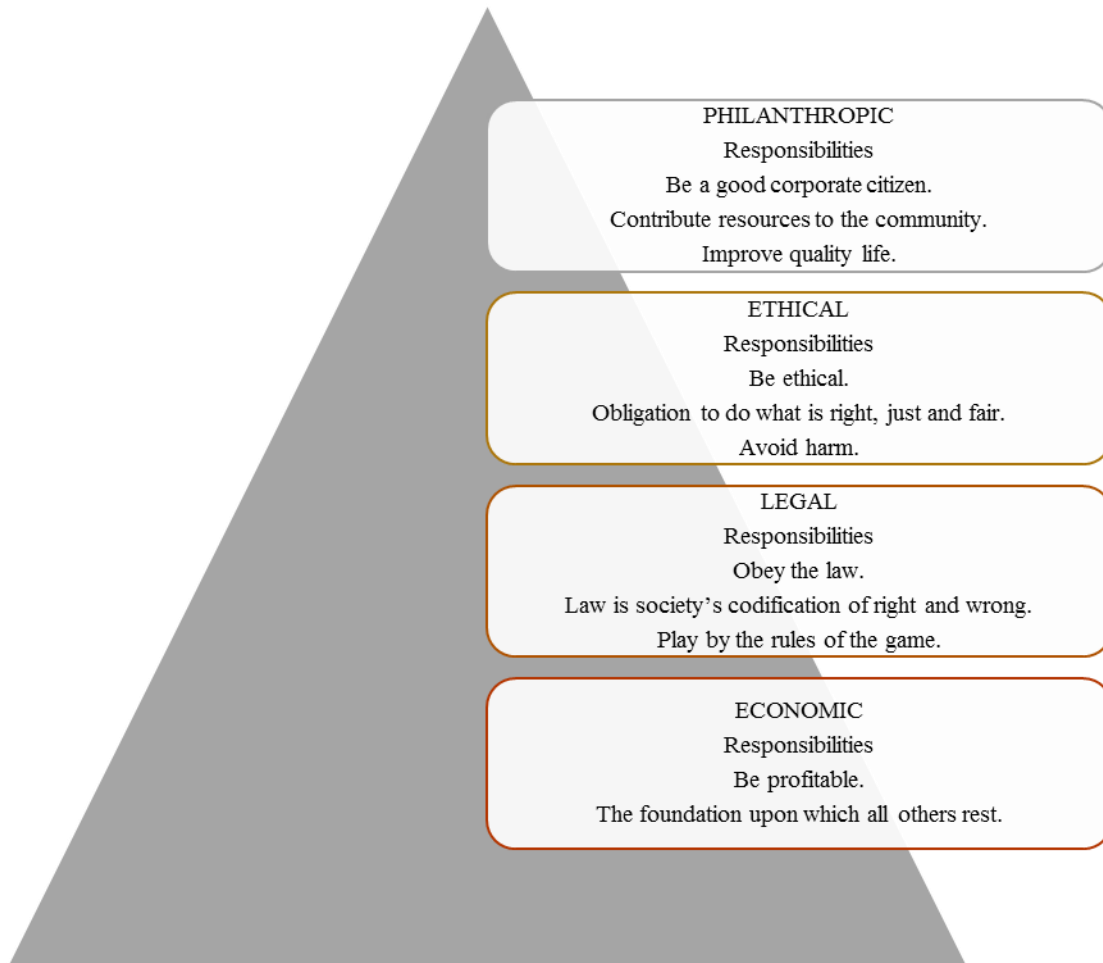 PHILANTHROPIC
Responsibilities
Be a good corporate citizen.
Contribute resources to the community.
Improve quality life.
ETHICAL
Responsibilities
Be ethical.
Obligation to do what is right, just and fair.
Avoid harm.
LEGAL
Responsibilities
Obey the law.
Law is society’s codification of right and wrong.
Play by the rules of the game.
ECONOMIC
Responsibilities
Be profitable.
The foundation upon which all others rest.